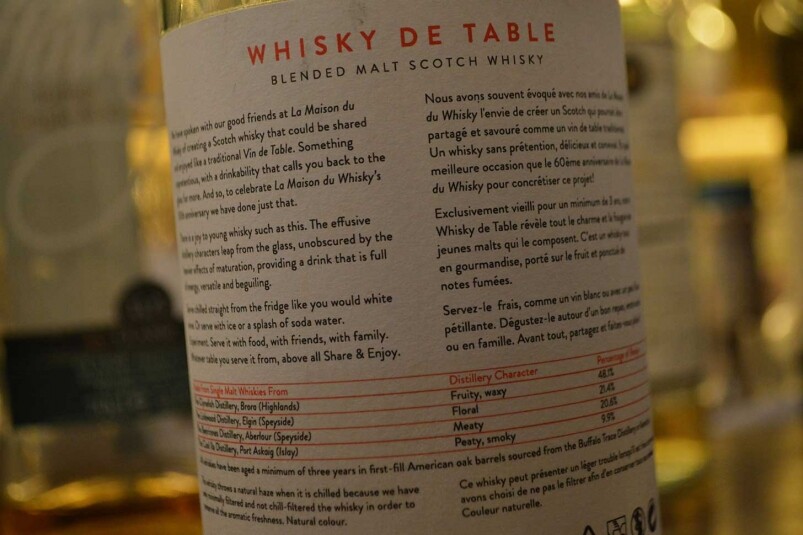 WHISKY DE TABLE
BLENDED MALT SCOTCH WHISKY
spoken with our good friends at La Maison du
of creating a Scotch whisky that could be shared
like a traditional Vin de Table. Something
with a drinkability that calls you back to the
for more. And so, to celebrate La Maison du Whisky's
anniversary we have done just that.
is a joy to young whisky such as this. The effusive
characters leap from the glass, unobscured by the
effects of maturation, providing a drink that is full
versatile and beguiling.
chilled straight from the fridge like you would white
Or serve with ice or a splash of soda water.
Serve it with food, with friends, with family.
table you serve it from, above all Share & Enjoy.
Nous avons souvent évoqué avec nos amis de La
du Whisky l'envie de créer un Scotch qui
partagé et savouré comme un vin de table
Un whisky sans prétention, délicieux et
meilleure occasion que le 60ème anniversaire de la
du Whisky pour concrétiser ce projet!
Exclusivement vieilli pour un minimum de 3 ans,
Whisky de Table révèle tout le charme et la
jeunes malts qui le composent. C'est un whisky
en gourmandise, porté sur le fruit et ponctué de
notes fumées.
Servez-le frais, comme un vin blanc ou avec un
pétillante. Dégustez-le autour d'un bon repas,
ou en famille. Avant tout, partagez et
Single Malt Whiskies From Distillery Character Percentage of
Distillery, Brora (Highlands) Fruity, waxy 48.1%
Distillery, Elgin (Speyside) Floral 21.4%
Distillery, Aberlour (Speyside) Meaty 20.6%
Distillery, Port Askaig (Islay) Peaty, smoky 9.9%
have been aged a minimum of three years in first-fill American oak barrels sourced from the Buffalo Trace Distillery
throws a natural haze when it is chilled because we have
minimally filtered and not chill-filtered the whisky in order to
all the aromatic freshness. Natural colour.
Ce whisky peut présenter un léger trouble lorsqu'il
avons choisi de ne pas le filtrer afin d'en conserver
Couleur naturelle.